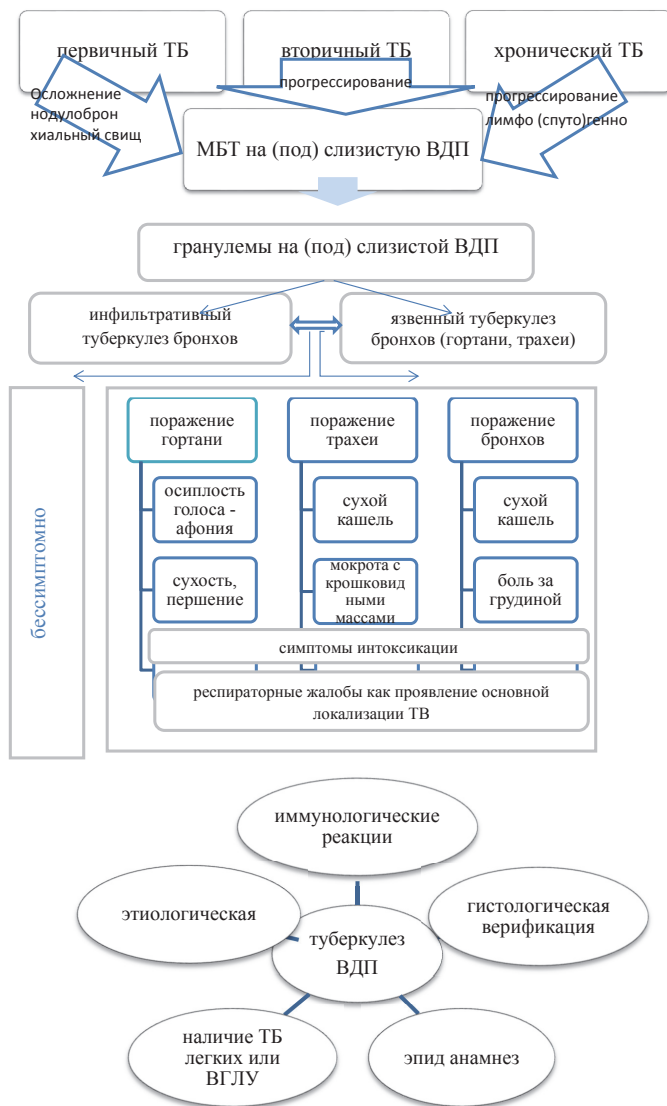 первичный ТБ
вторичный ТБ
хронический ТБ
Осложнение
нодулоброн
хиальный свищ
прогрессирование
прогрессирование
лимфо (спуто)генно
МБТ на (под) слизистую ВДП
гранулемы на (под) слизистой ВДП
инфильтративный
туберкулез бронхов
язвенный туберкулез
бронхов (гортани, трахеи)
бессимптомно
поражение
гортани
поражение
трахеи
поражение
бронхов
осиплость
голоса -
афония
сухой
кашель
сухой
кашель
сухость,
першение
мокрота с
крошковид
ными
массами
боль за
грудиной
симптомы интоксикации
респираторные жалобы как проявление основной
локализации ТВ
иммунологические
реакции
этиологическая
гистологическая
верификация
туберкулез
ВДП
наличие ТБ
легких или
ВГЛУ
эпид анамнез